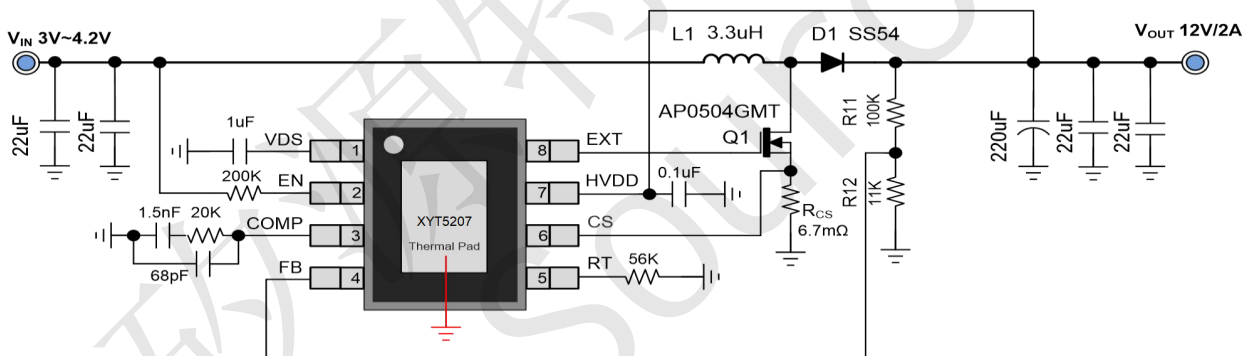 VIN 3V~4.2V
L1 3.3uH
D1 SS54
VOUT 12V/2A
22uF
22uF
1uF
VDS
1
8
EXT
AP0504GMT
Q1
R11
100K
220uF
22uF
22uF
200K
EN
2
7
HVDD
0.1uF
R12
11K
1.5nF
20K
COMP
3
XYT5207
Thermal Pad
6
CS
RCS
6.7mΩ
68pF
FB
4
5
RT
56K
source